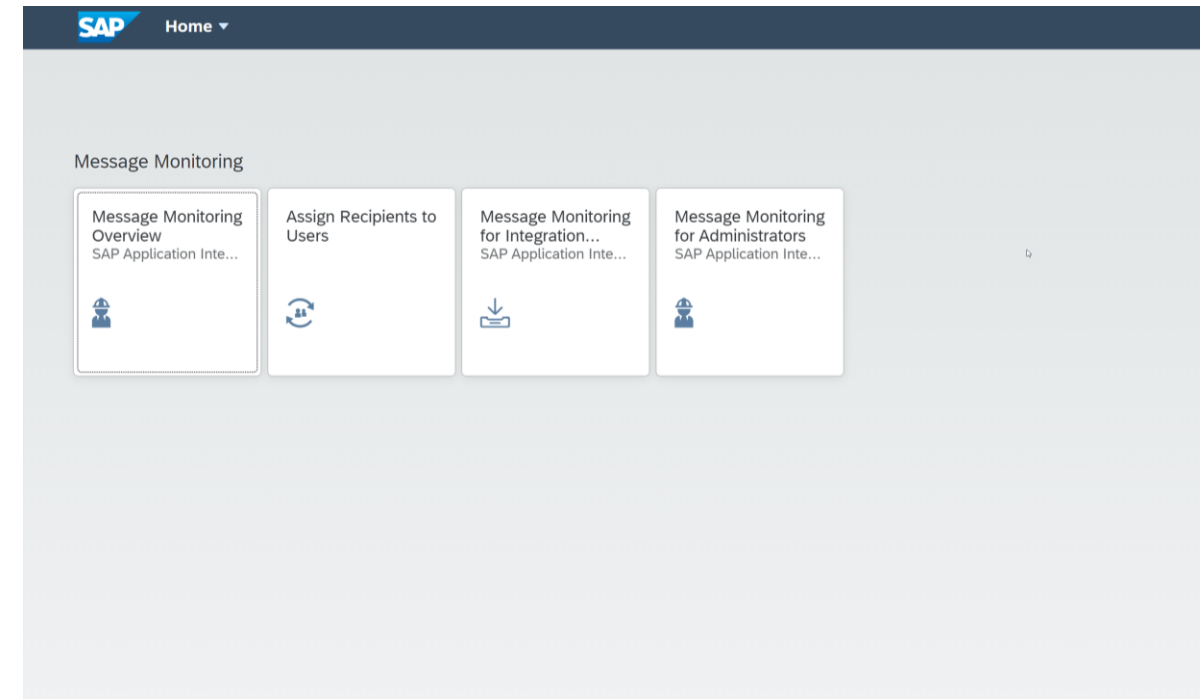 SAP Home
Message Monitoring
Message Monitoring
Overview
SAP Application Inte...
Assign Recipients to
Users
Message Monitoring
for Integration...
SAP Application Inte...
Message Monitoring
for Administrators
SAP Application Inte...